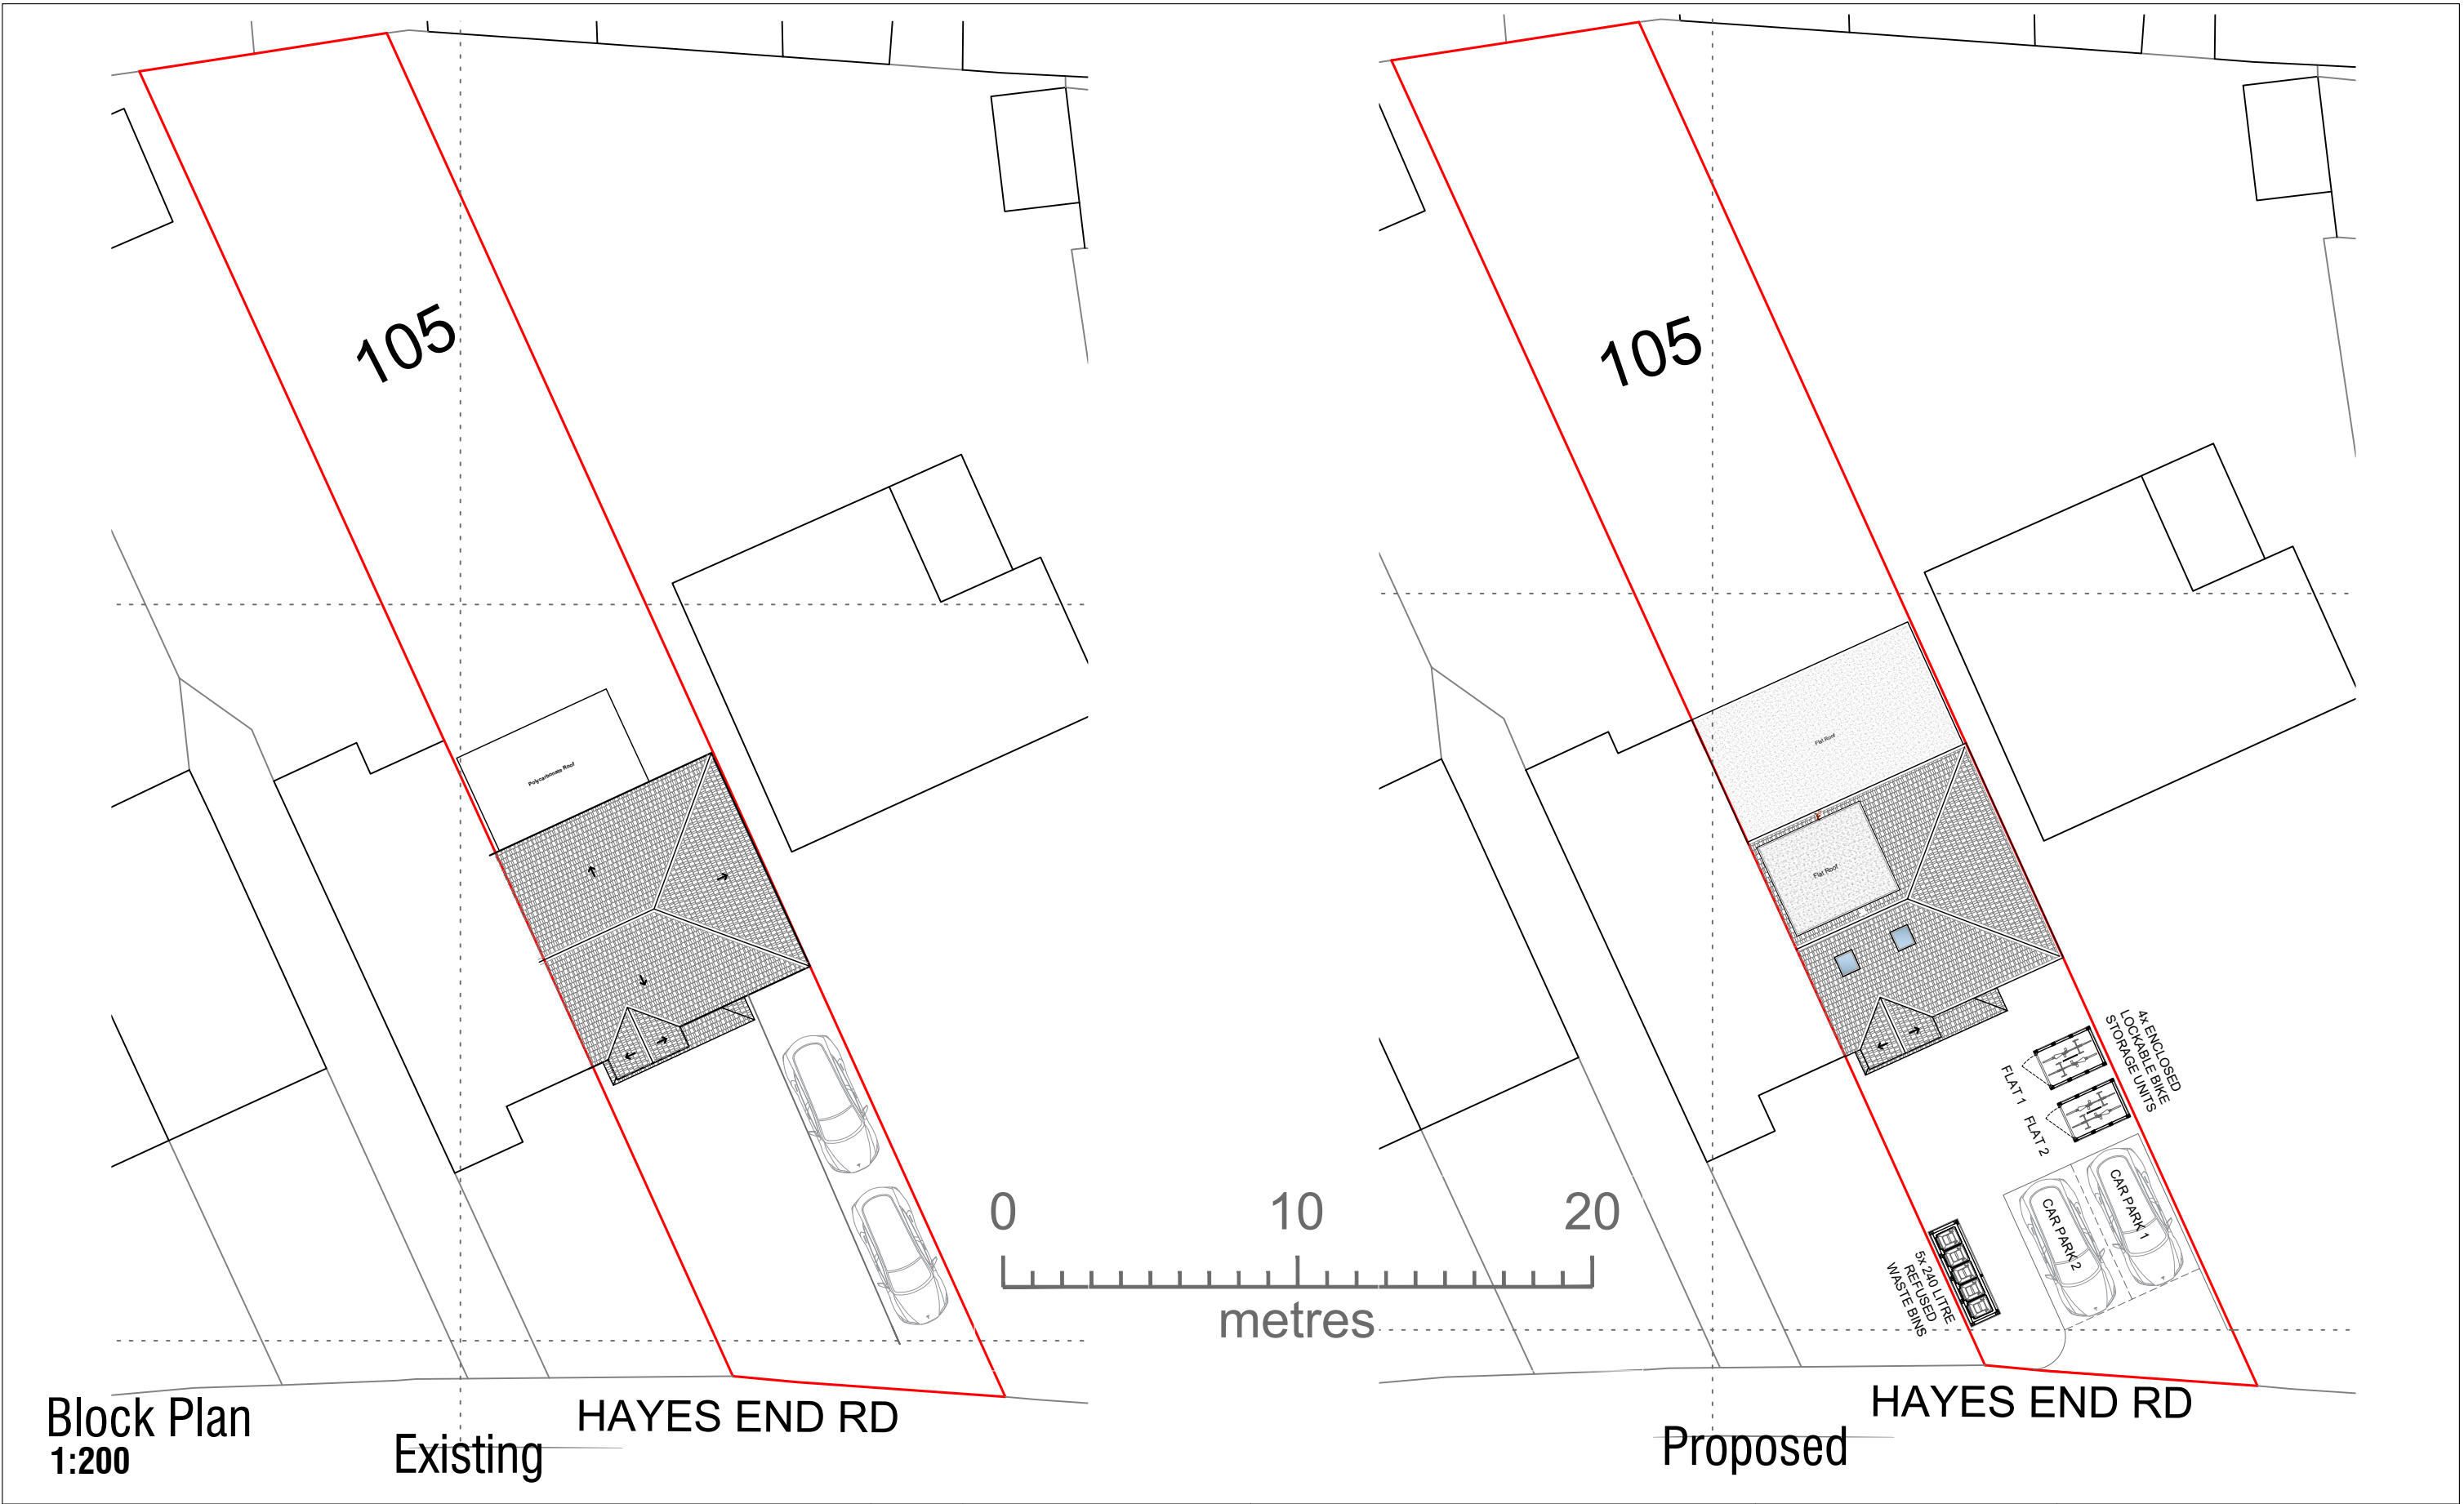 105
Polycarbonate Roof
HAYES END RD
Block Plan
1:200
Existing
0 10 20
metres
105
Flat Roof
Flat Roof
4x ENCLOSED
LOCKABLE BIKE
STORAGE UNITS
FLAT 1
FLAT 2
CAR PARK 1
CAR PARK 2
5x 240 LITRE
REFUSED
WASTE BINS
HAYES END RD
Proposed